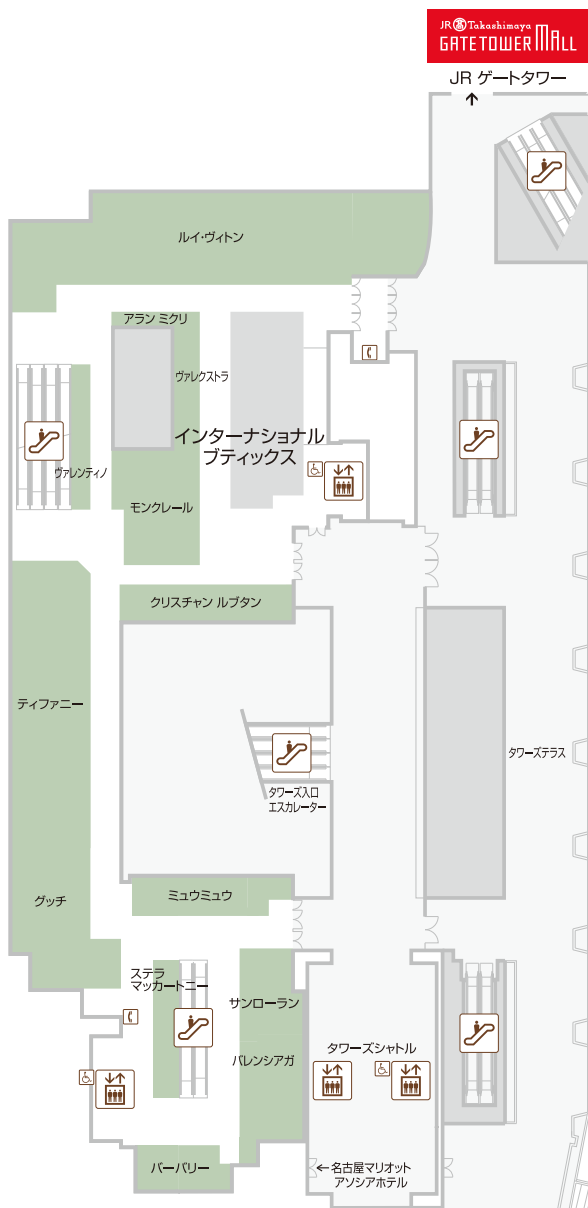 JR 髙 Takashimaya
GATETOWER MALL
JR ゲートタワー
ルイ・ヴィトン
アラン ミクリ
ヴァレクストラ
インターナショナル
ブティックス
ヴァレンティノ
モンクレール
クリスチャン ルブタン
ティファニー
タワーズテラス
タワーズ入口
エスカレーター
ミュウミュウ
グッチ
ステラ
マッカートニー
サンローラン
タワーズシャトル
バレンシアガ
バーバリー
←名古屋マリオット
アソシアホテル